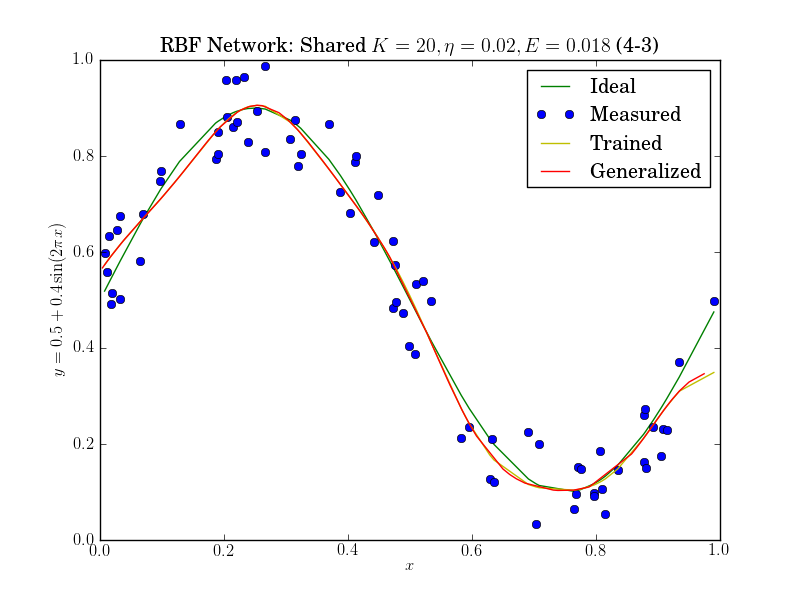 RBF Network: Shared K = 20, η = 0.02, E = 0.018 (4-3)
1.0
Ideal
Measured
Trained
Generalized
0.8
0.6
y = 0.5 + 0.4 sin(2πx)
0.4
0.2
0.0
0.0 0.2 0.4 0.6 0.8 1.0
x